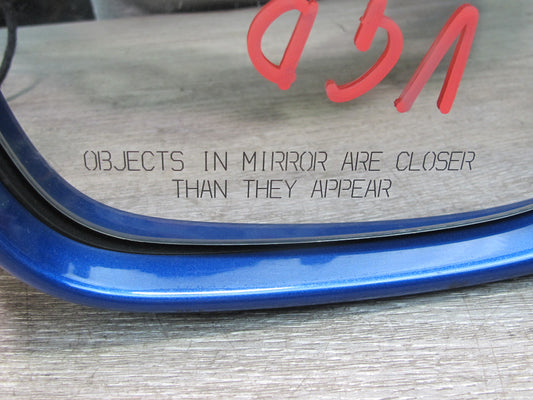 OBJECTS IN MIRROR ARE CLOSER
THAN THEY APPEAR